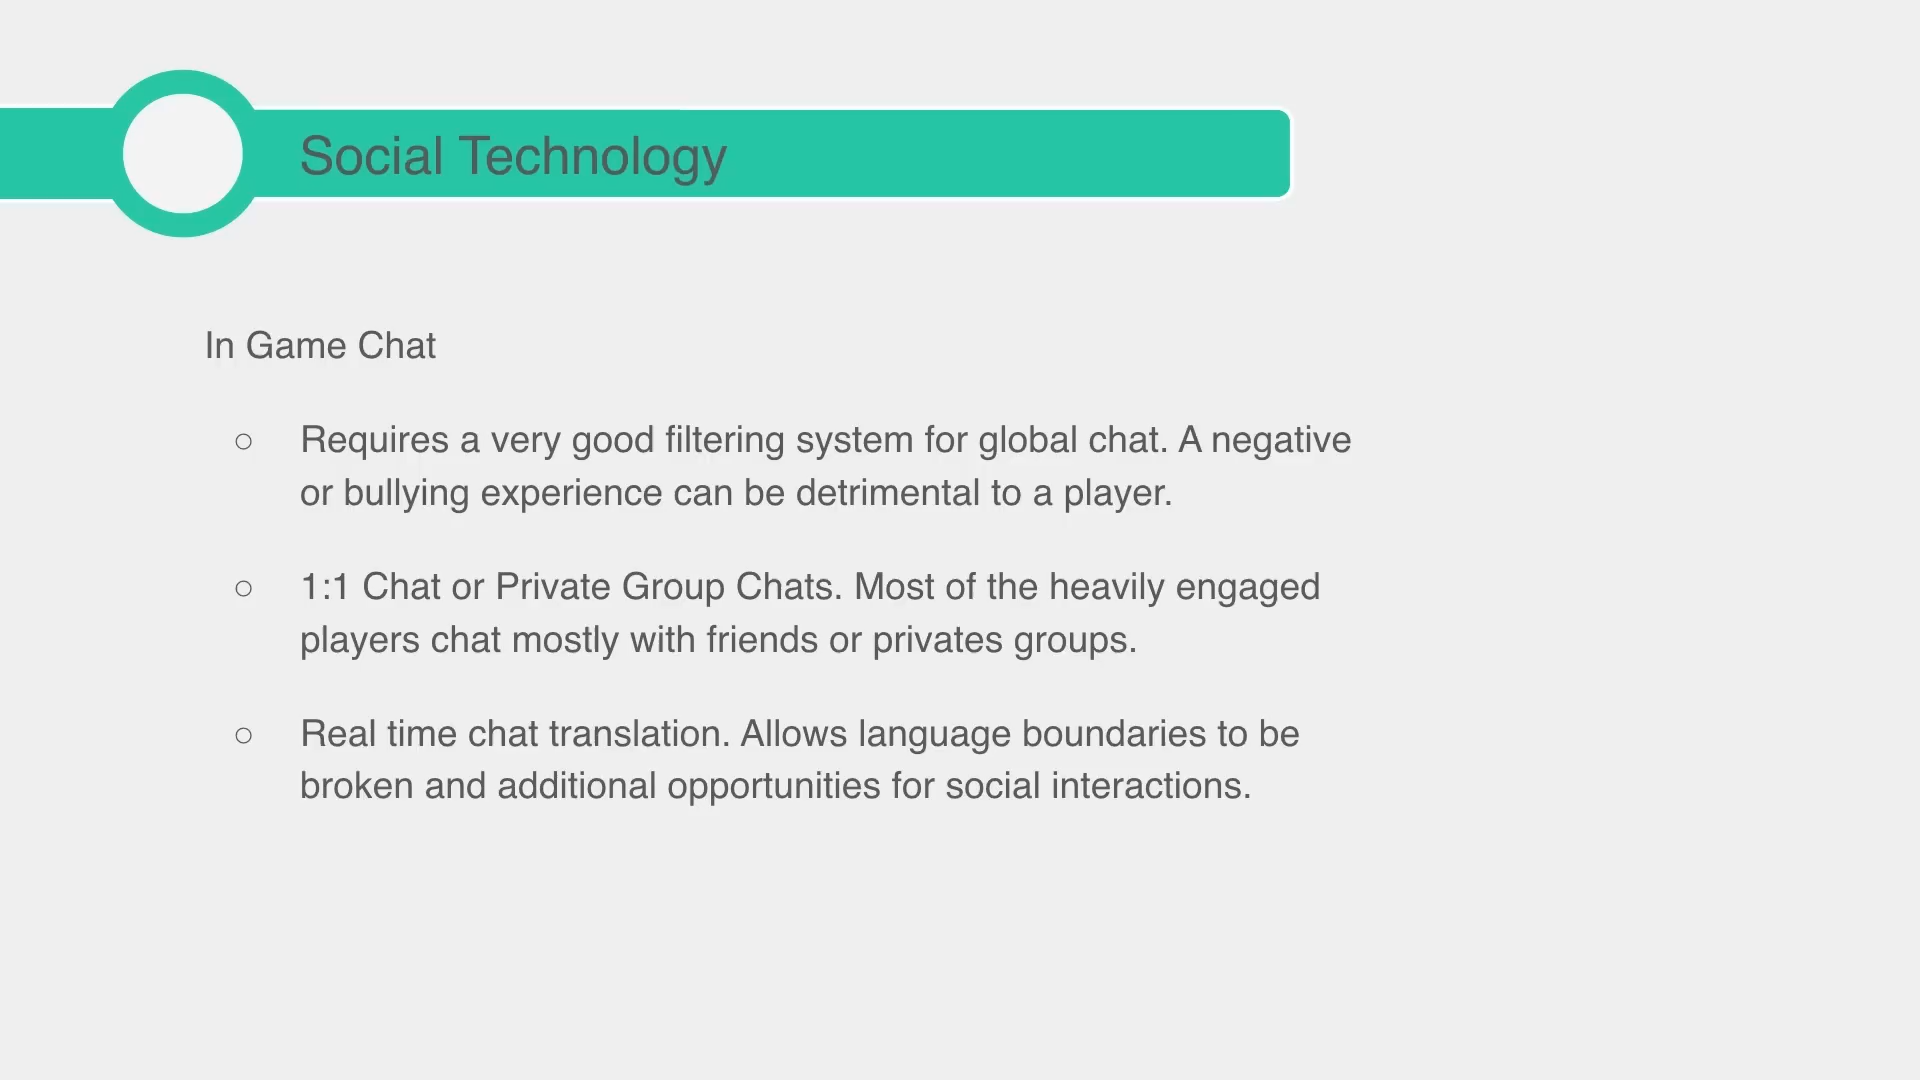 Social Technology
In Game Chat
○ Requires a very good filtering system for global chat. A negative
or bullying experience can be detrimental to a player.
○ 1:1 Chat or Private Group Chats. Most of the heavily engaged
players chat mostly with friends or privates groups.
○ Real time chat translation. Allows language boundaries to be
broken and additional opportunities for social interactions.